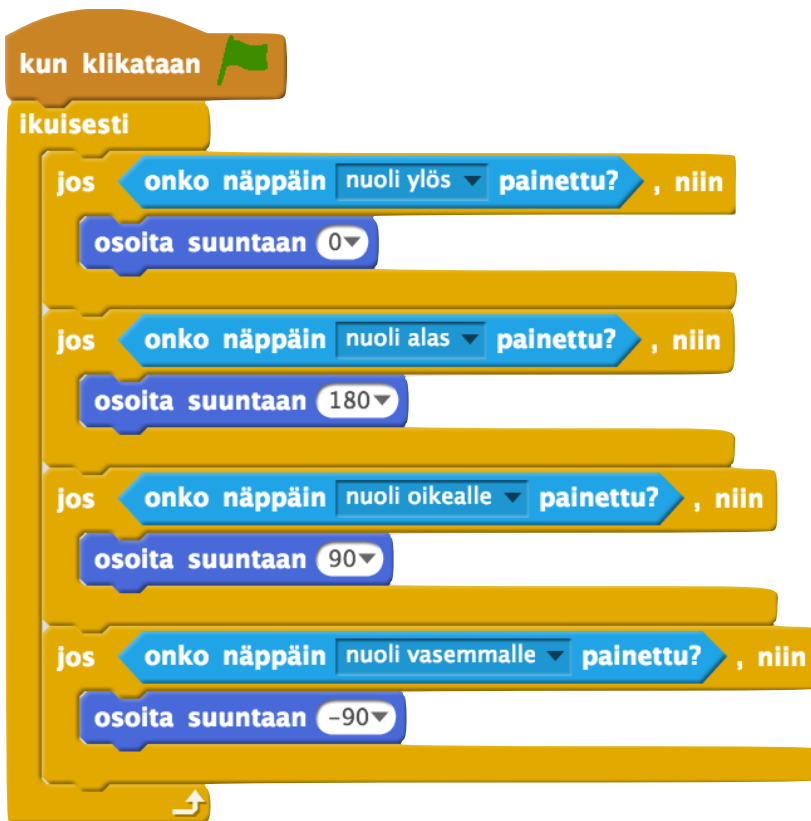 kun klikataan
ikuisesti
jos onko näppäin nuoli ylös painettu? , niin
osoita suuntaan 0
jos onko näppäin nuoli alas painettu? , niin
osoita suuntaan 180
jos onko näppäin nuoli oikealle painettu? , niin
osoita suuntaan 90
jos onko näppäin nuoli vasemmalle painettu? , niin
osoita suuntaan -90